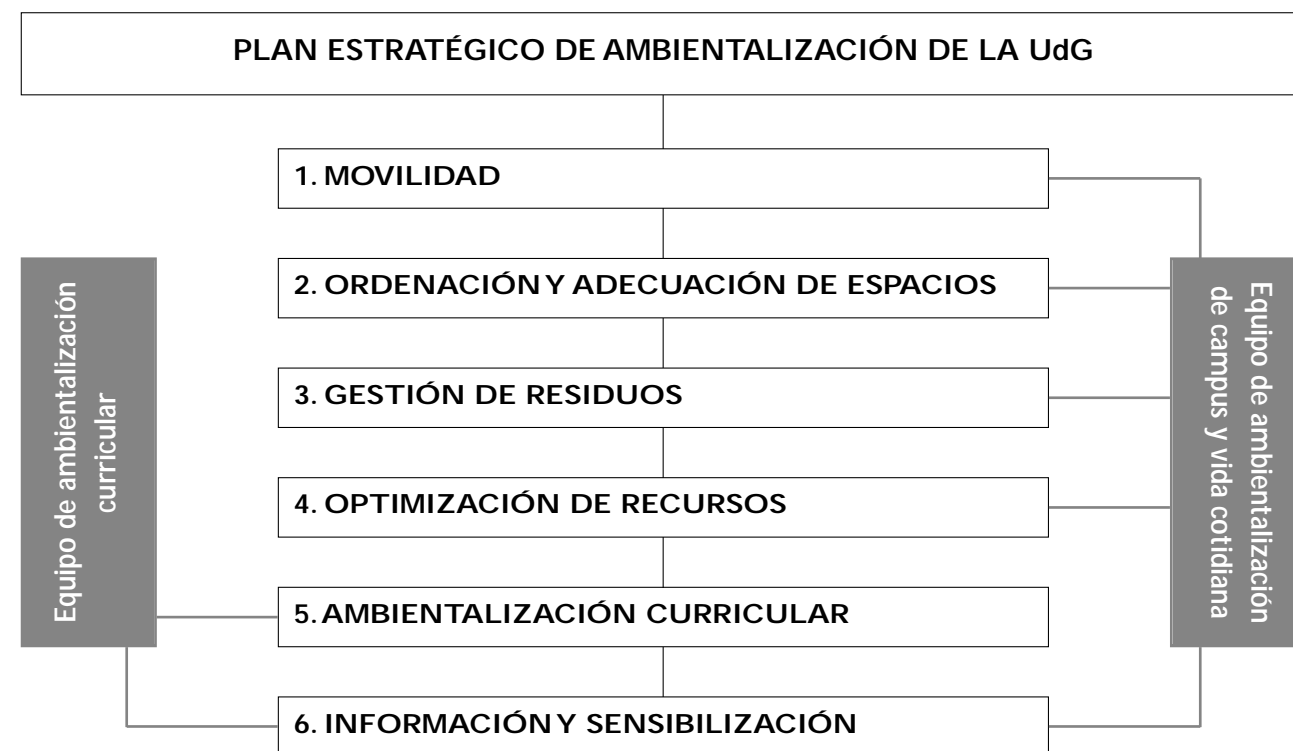 PLAN ESTRATÉGICO DE AMBIENTALIZACIÓN DE LA UdG
1. MOVILIDAD
2. ORDENACIÓN Y ADECUACIÓN DE ESPACIOS
3. GESTIÓN DE RESIDUOS
4. OPTIMIZACIÓN DE RECURSOS
5. AMBIENTALIZACIÓN CURRICULAR
6. INFORMACIÓN Y SENSIBILIZACIÓN
Equipo de ambientalización
curricular
Equipo de ambientalización
de campus y vida cotidiana